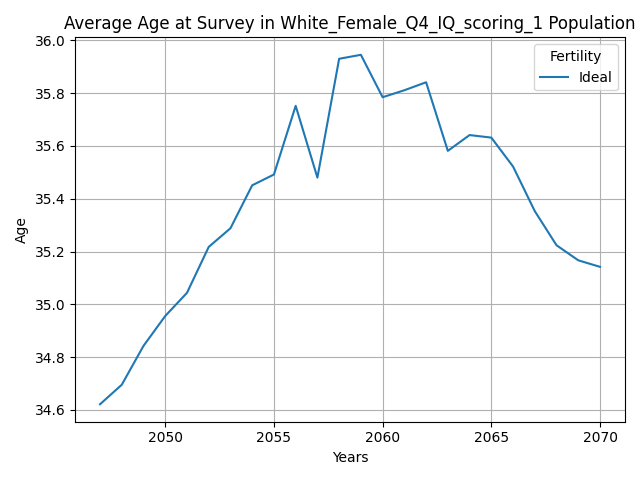 Average Age at Survey in White_Female_Q4_IQ_scoring_1 Population
36.0
35.8
35.6
35.4
35.2
35.0
34.8
34.6
Age
Fertility
Ideal
2050 2055 2060 2065 2070
Years